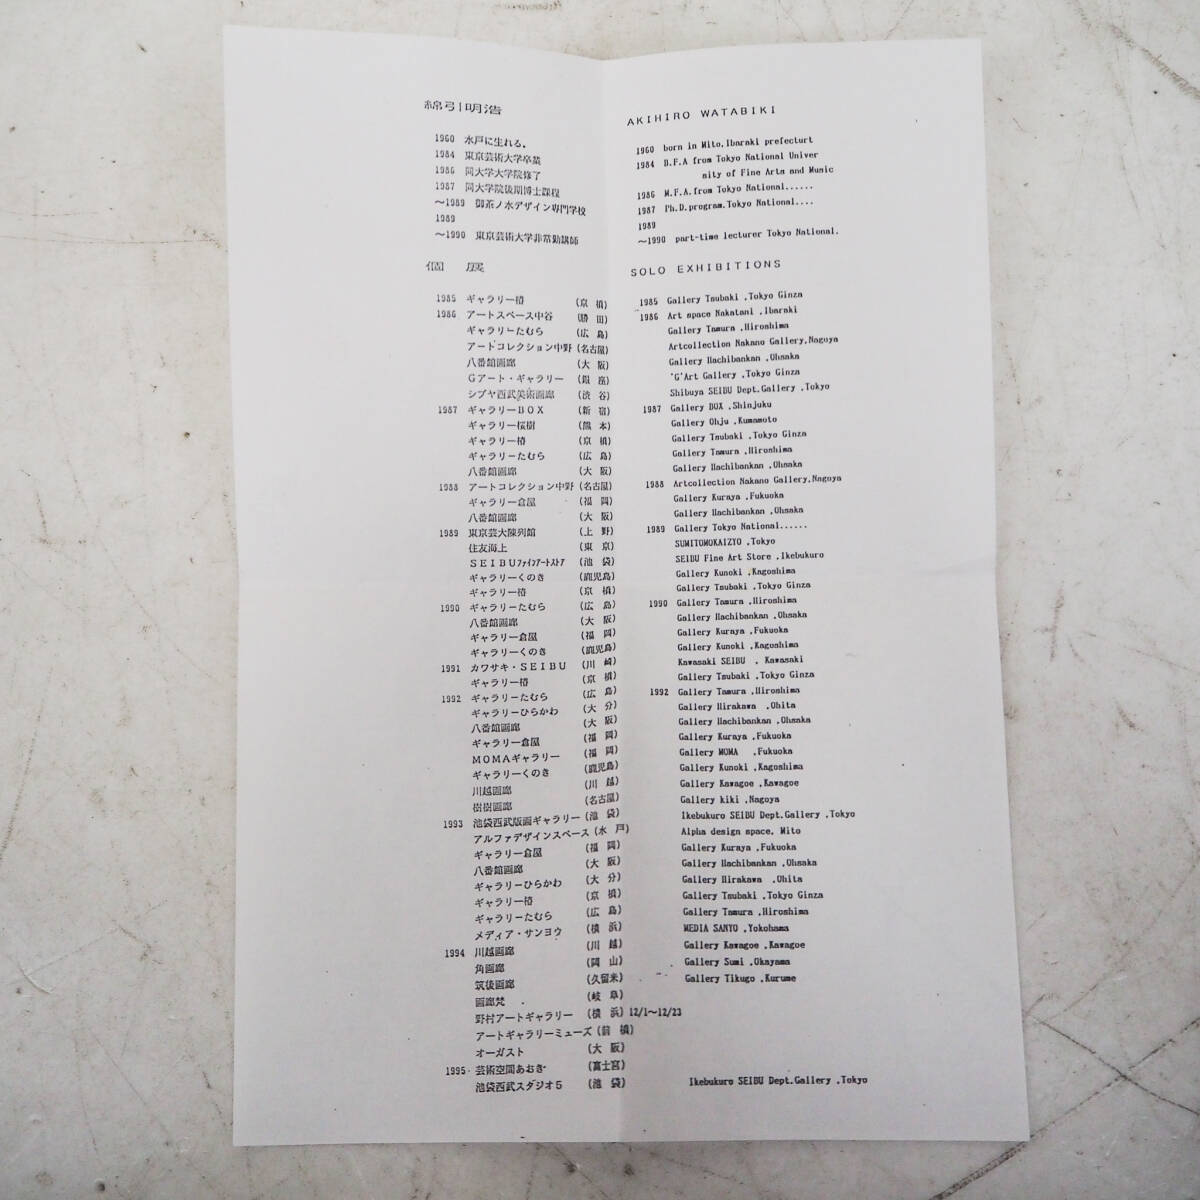 綿引明浩
1960 水戸に生れる。
1984 東京芸術大学卒業
1986 同大学大学院修了
1987 同大学院後期博士課程
～1989 御茶ノ水デザイン専門学校
1989
～1990 東京芸術大学非常勤講師
個 展
1985 ギャラリー椿 (京 橋)
1986 アートスペース中谷 (勝 田)
ギャラリーたむら (広 島)
アートコレクション中野 (名古屋)
八番館画廊 (大 阪)
Gアート・ギャラリー (銀 座)
シブヤ西武美術画廊 (渋 谷)
1987 ギャラリーBOX (新 宿)
ギャラリー桜樹 (熊 本)
ギャラリー椿 (京 橋)
ギャラリーたむら (広 島)
八番館画廊 (大 阪)
1988 アートコレクション中野 (名古屋)
ギャラリー倉屋 (福 岡)
八番館画廊 (大 阪)
1989 東京芸大陳列館 (上 野)
住友海上 (東 京)
SEIBUファインアートストア (池 袋)
ギャラリーくのき (鹿児島)
ギャラリー椿 (京 橋)
1990 ギャラリーたむら (広 島)
八番館画廊 (大 阪)
ギャラリー倉屋 (福 岡)
ギャラリーくのき (鹿児島)
1991 カワサキ・SEIBU (川 崎)
ギャラリー椿 (京 橋)
1992 ギャラリーたむら (広 島)
ギャラリーひらかわ (大 分)
八番館画廊 (大 阪)
ギャラリー倉屋 (福 岡)
MOMAギャラリー (福 岡)
ギャラリーくのき (鹿児島)
川越画廊 (川 越)
樹樹画廊 (名古屋)
1993 池袋西武版画ギャラリー (池 袋)
アルファデザインスペース (水 戸)
ギャラリー倉屋 (福 岡)
八番館画廊 (大 阪)
ギャラリーひらかわ (大 分)
ギャラリー椿 (京 橋)
ギャラリーたむら (広 島)
メディア・サンヨウ (横 浜)
1994 川越画廊 (川 越)
角画廊 (岡 山)
筑後画廊 (久留米)
画廊梵 (岐 阜)
野村アートギャラリー (横 浜) 12/1～12/23
アートギャラリーミューズ (前 橋)
オーガスト (大 阪)
1995 芸術空間あおき (富士宮)
池袋西武スタジオ5 (池 袋)
AKIHIRO WATABIKI
1960 born in Mito,Ibaraki prefecturt
1984 B.F.A from Tokyo National Univer
sity of Fine Arts and Music
1986 M.F.A.from Tokyo National......
1987 Ph.D.program.Tokyo National....
1989
～1990 part-time lecturer Tokyo National.
SOLO EXHIBITIONS
1985 Gallery Tsubaki ,Tokyo Ginza
1986 Art space Nakatani ,Ibaraki
Gallery Tamura ,Hiroshima
Artcollection Nakano Gallery,Nagoya
Gallery Hachibankan ,Ohsaka
'G'Art Gallery ,Tokyo Ginza
Shibuya SEIBU Dept.Gallery ,Tokyo
1987 Gallery BOX ,Shinjuku
Gallery Ohju ,Kumamoto
Gallery Tsubaki ,Tokyo Ginza
Gallery Tamura ,Hiroshima
Gallery Hachibankan ,Ohsaka
1988 Artcollection Nakano Gallery,Nagoya
Gallery Kuraya ,Fukuoka
Gallery Hachibankan ,Ohsaka
1989 Gallery Tokyo National......
SUMITOMOKAIZYO ,Tokyo
SEIBU Fine Art Store ,Ikebukuro
Gallery Kunoki ,Kagoshima
Gallery Tsubaki ,Tokyo Ginza
1990 Gallery Tamura ,Hiroshima
Gallery Hachibankan ,Ohsaka
Gallery Kuraya ,Fukuoka
Gallery Kunoki ,Kagoshima
Kawasaki SEIBU , Kawasaki
Gallery Tsubaki ,Tokyo Ginza
1992 Gallery Tamura ,Hiroshima
Gallery Hirakawa ,Ohita
Gallery Hachibankan ,Ohsaka
Gallery Kuraya ,Fukuoka
Gallery MOMA ,Fukuoka
Gallery Kunoki ,Kagoshima
Gallery Kawagoe ,Kawagoe
Gallery kiki ,Nagoya
Ikebukuro SEIBU Dept.Gallery ,Tokyo
Alpha design space, Mito
Gallery Kuraya ,Fukuoka
Gallery Hachibankan ,Ohsaka
Gallery Hirakawa ,Ohita
Gallery Tsubaki ,Tokyo Ginza
Gallery Tamura ,Hiroshima
MEDIA SANYO ,Yokohama
Gallery Kawagoe ,Kawagoe
Gallery Sumi ,Okayama
Gallery Tikugo ,Kurume
Ikebukuro SEIBU Dept.Gallery ,Tokyo